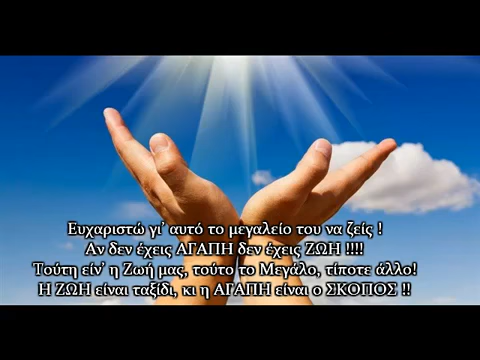 Ευχαριστώ γι' αυτό το μεγαλείο του να ζείς !
Αν δεν έχεις ΑΓΑΠΗ δεν έχεις ΖΩΗ !!!!
Τούτη είν' η Ζωή μας, τούτο το Μεγάλο, τίποτε άλλο!
Η ΖΩΗ είναι ταξίδι, κι η ΑΓΑΠΗ είναι ο ΣΚΟΠΟΣ !!